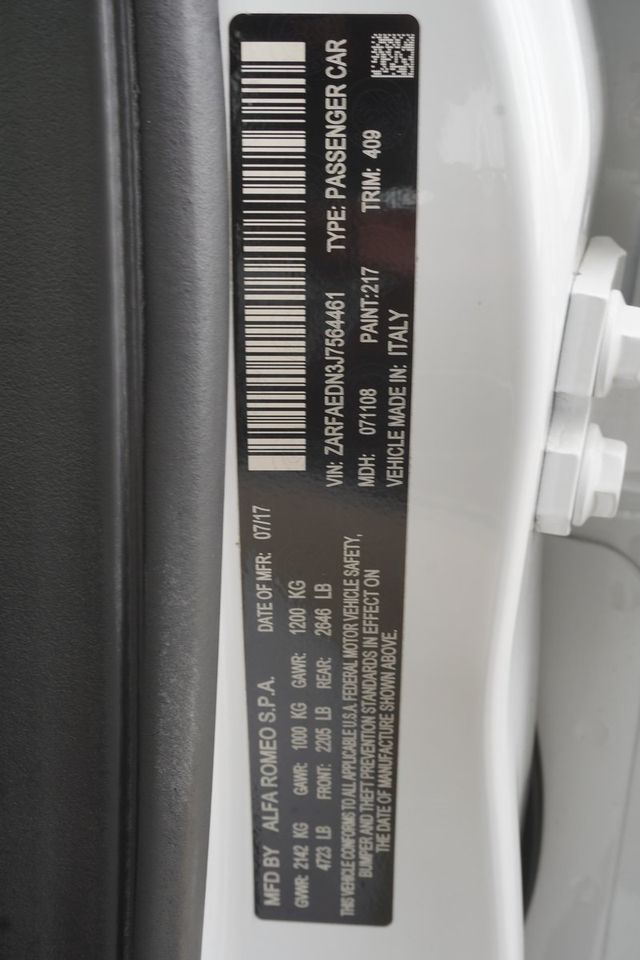 MFD BY ALFA ROMEO S.P.A. DATE OF MFR: 07/17
GVWR: 2142 KG GAWR: 1000 KG GAWR: 1200 KG
4723 LB FRONT: 2205 LB REAR: 2646 LB
THIS VEHICLE CONFORMS TO ALL APPLICABLE U.S.A. FEDERAL MOTOR VEHICLE SAFETY,
BUMPER AND THEFT PREVENTION STANDARDS IN EFFECT ON
THE DATE OF MANUFACTURE SHOWN ABOVE.
VIN: ZARFAEDN3J7564461 TYPE: PASSENGER CAR
MDH: 071108 PAINT:217 TRIM: 409
VEHICLE MADE IN: ITALY